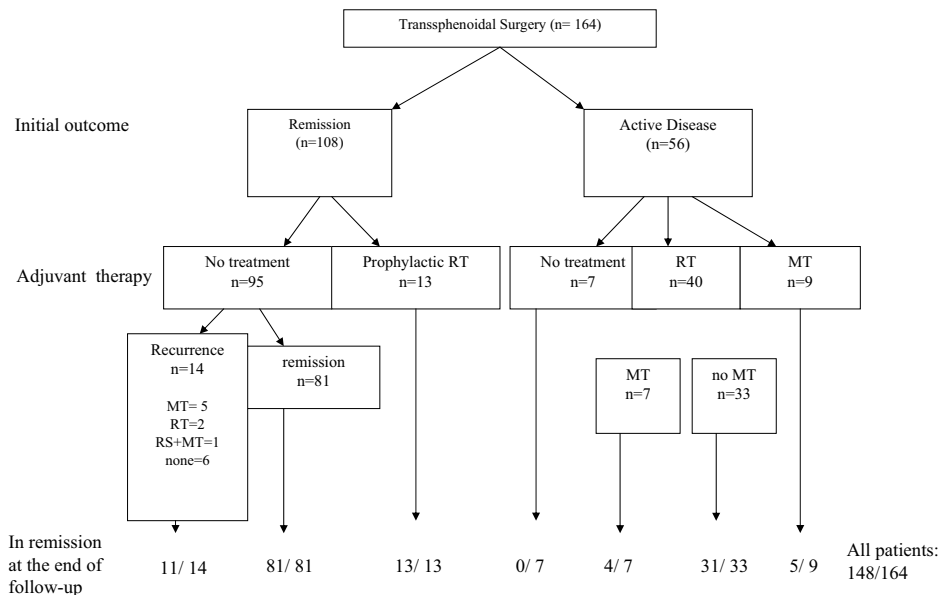 Transsphenoidal Surgery (n= 164)
Initial outcome
Remission
(n=108)
Active Disease
(n=56)
Adjuvant therapy
No treatment
n=95
Prophylactic RT
n=13
No treatment
n=7
RT
n=40
MT
n=9
Recurrence
n=14
MT= 5
RT=2
RS+MT=1
none=6
remission
n=81
MT
n=7
no MT
n=33
In remission
at the end of
follow-up
11/ 14
81/ 81
13/ 13
0/ 7
4/ 7
31/ 33
5/ 9
All patients:
148/164